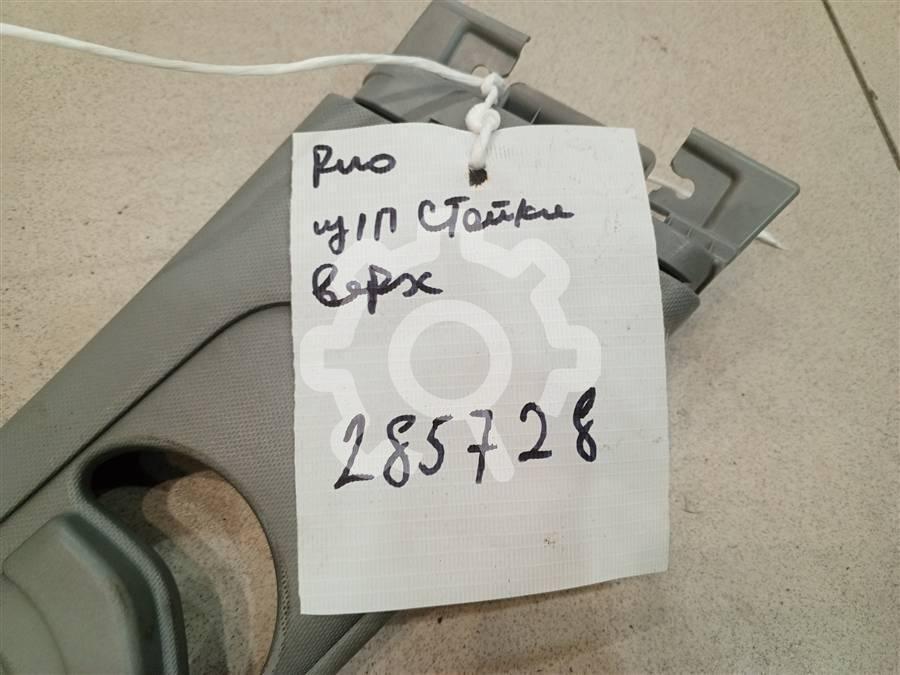 Рио
ц/п стойки
верх
285728